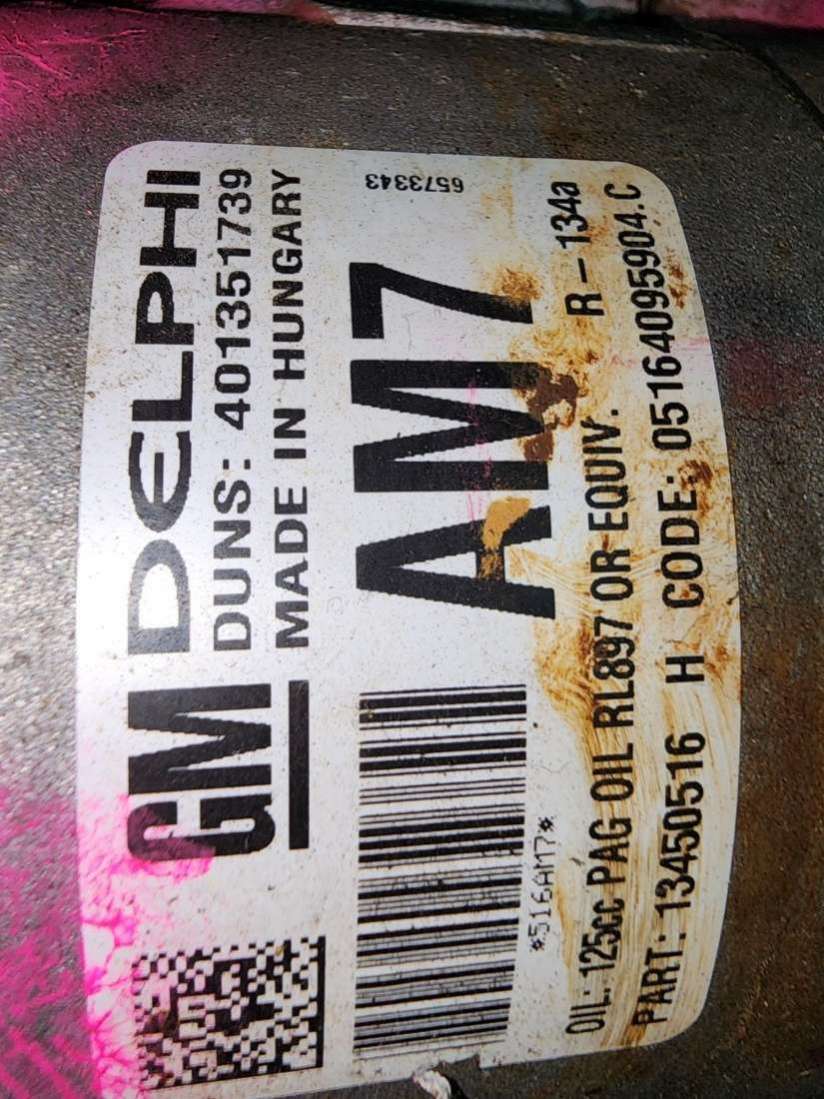 GM DELPHI
DUNS: 401351739
MADE IN HUNGARY
6573343
AM7
*516AM7*
OIL: 125cc PAG OIL RL897 OR EQUIV. R-134a
PART: 13450516 H CODE: 05164095904.C